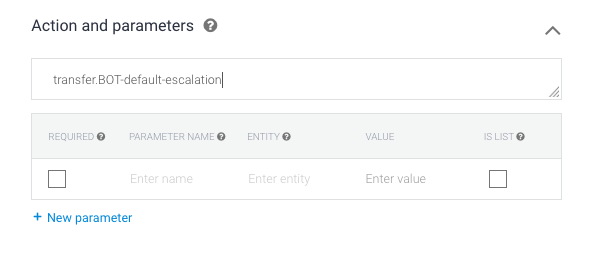 Action and parameters ?
transfer.BOT-default-escalation
REQUIRED ? PARAMETER NAME ? ENTITY ? VALUE IS LIST ?
Enter name Enter entity Enter value
+ New parameter